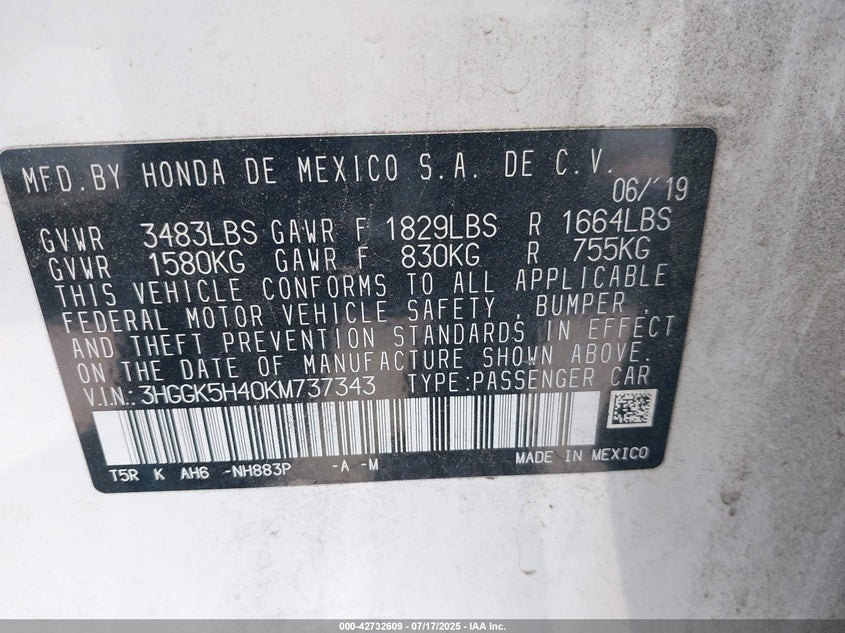 MFD.BY HONDA DE MEXICO S.A. DE C.V.
06/'19
GVWR 3483LBS GAWR F 1829LBS R 1664LBS
GVWR 1580KG GAWR F 830KG R 755KG
THIS VEHICLE CONFORMS TO ALL APPLICABLE
FEDERAL MOTOR VEHICLE SAFETY, BUMPER,
AND THEFT PREVENTION STANDARDS IN EFFECT
ON THE DATE OF MANUFACTURE SHOWN ABOVE.
V.IN: 3HGGK5H40KM737343 TYPE:PASSENGER CAR
T5R K AH6 -NH883P -A -M MADE IN MEXICO
000-42732609 - 07/17/2025 - IAA Inc.